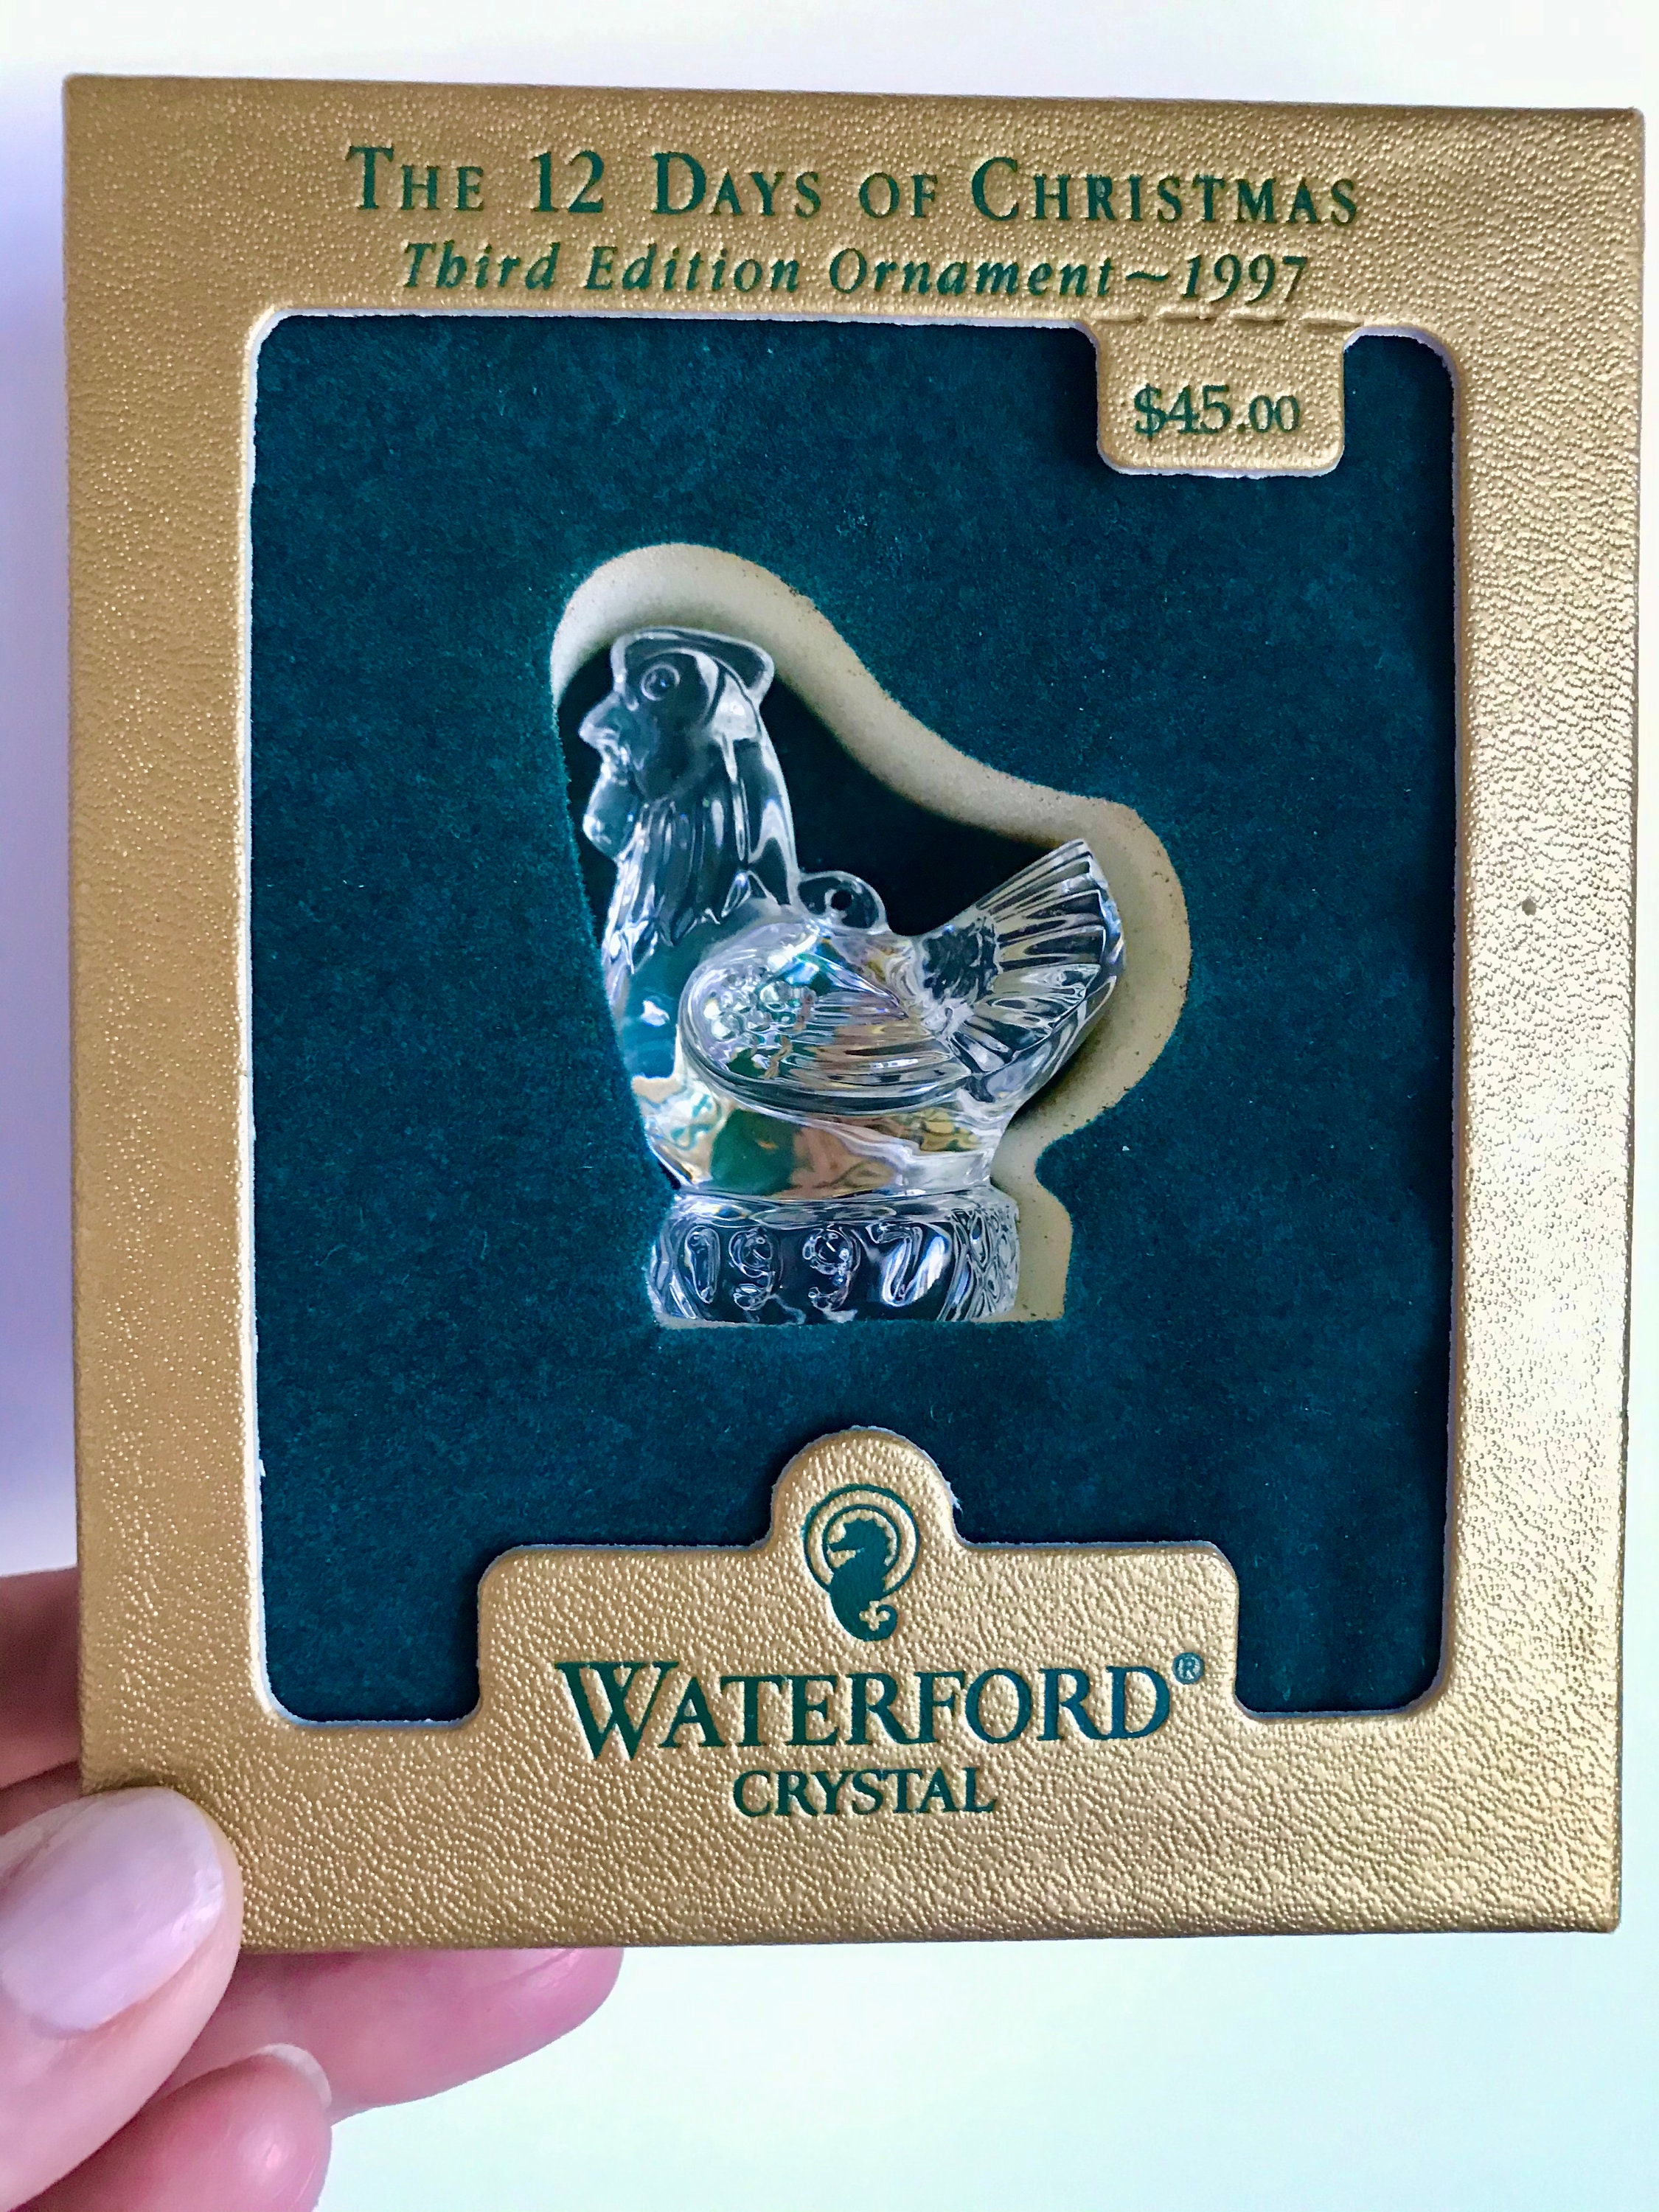 THE 12 DAYS OF CHRISTMAS
Third Edition Ornament~1997
$45.00
1997
WATERFORD®
CRYSTAL